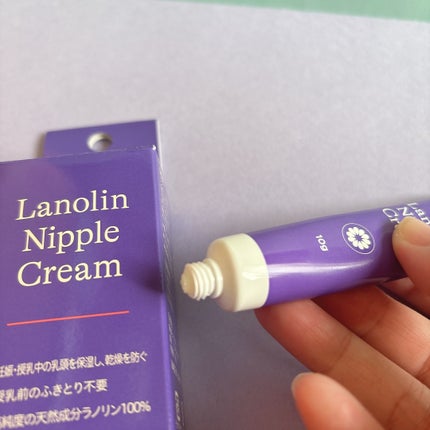 Lanolin
Nipple
Cream
妊娠・授乳中の乳頭を保湿し、乾燥を防ぐ
授乳前のふきとり不要
高純度の天然成分ラノリン100%
10g